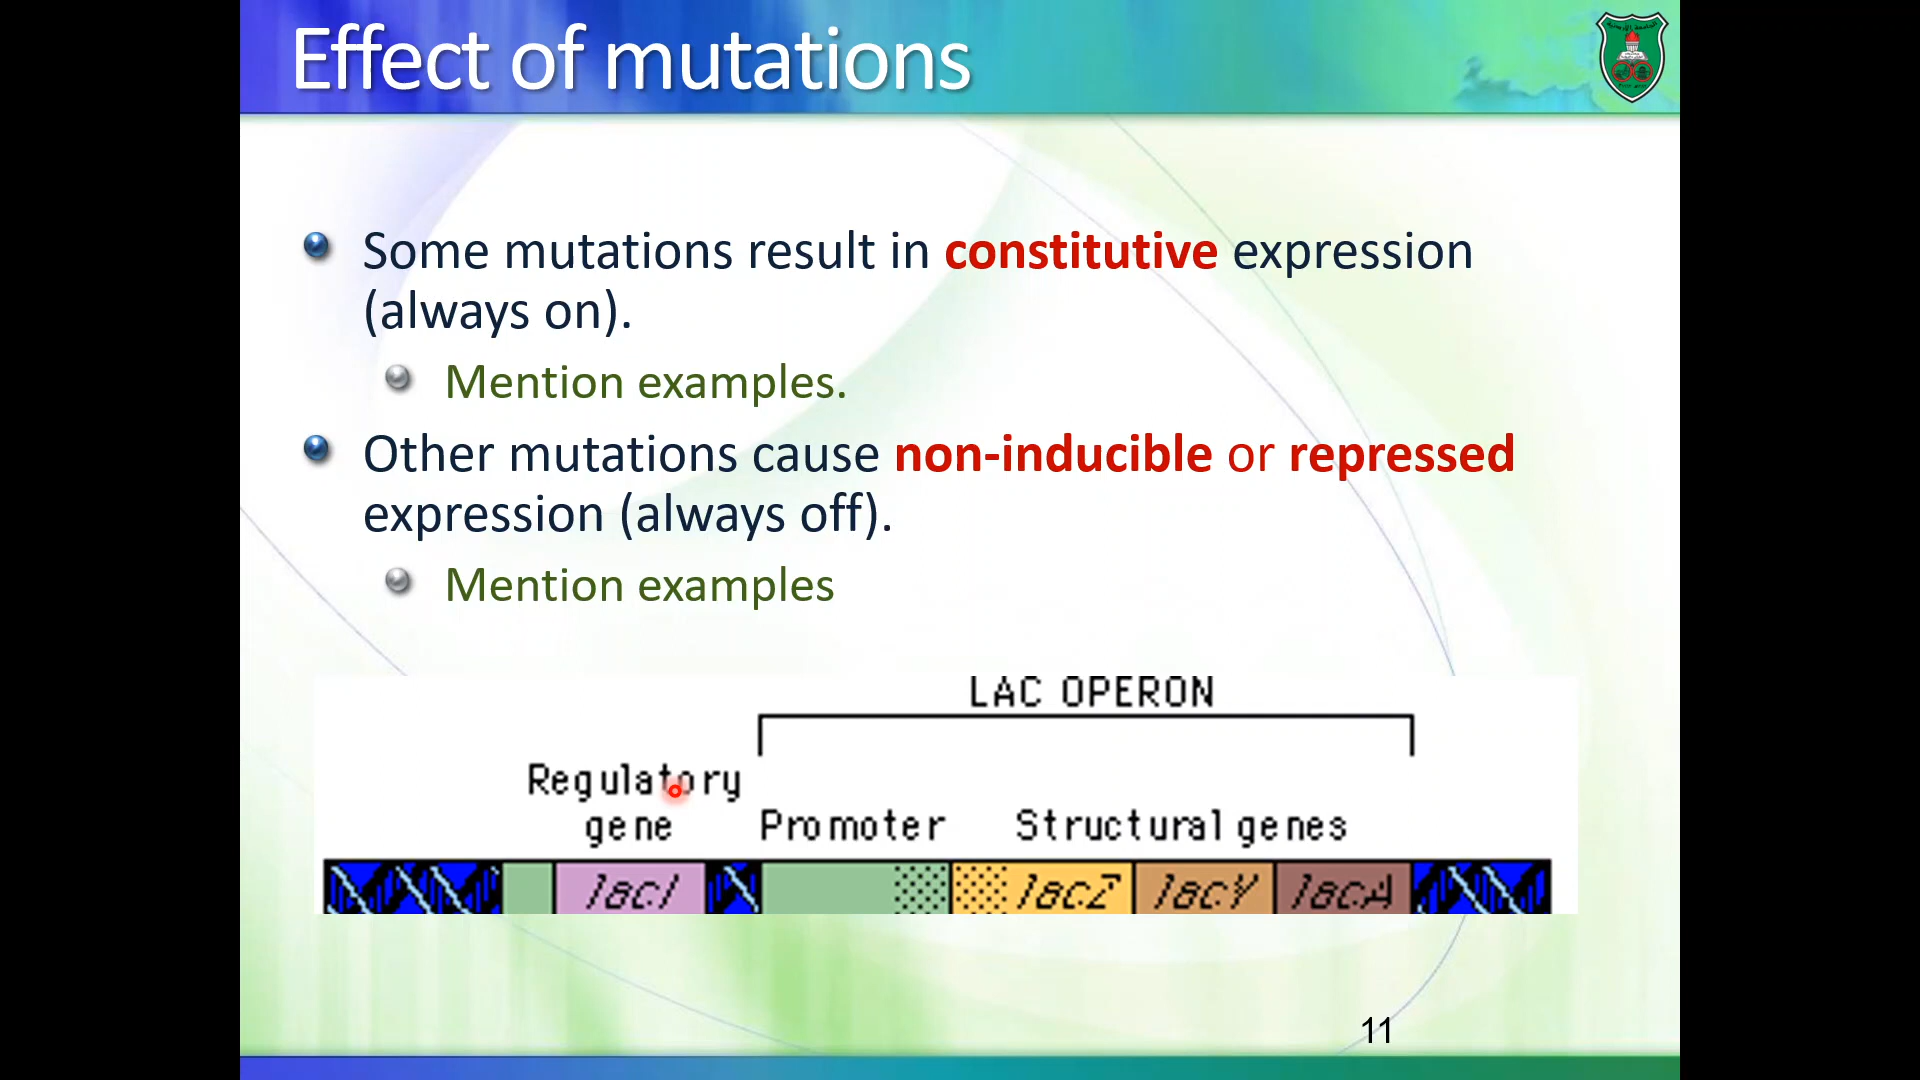 Effect of mutations
Some mutations result in constitutive expression
(always on).
Mention examples.
Other mutations cause non-inducible or repressed
expression (always off).
Mention examples
LAC OPERON
Regulatory
gene
Promoter
Structural genes
lacI
lacZ
lacY
lacA
11